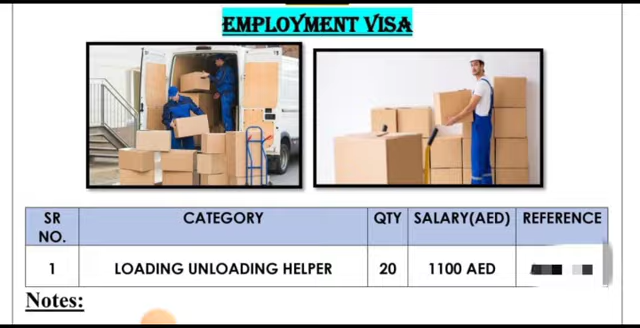 EMPLOYMENT VISA
SR NO. CATEGORY QTY SALARY(AED) REFERENCE
1 LOADING UNLOADING HELPER 20 1100 AED
Notes: